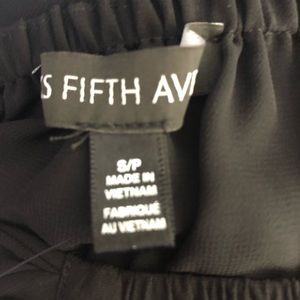 S FIFTH AV
S/P
MADE IN
VIETNAM
FABRIQUÉ
AU VIETNAM